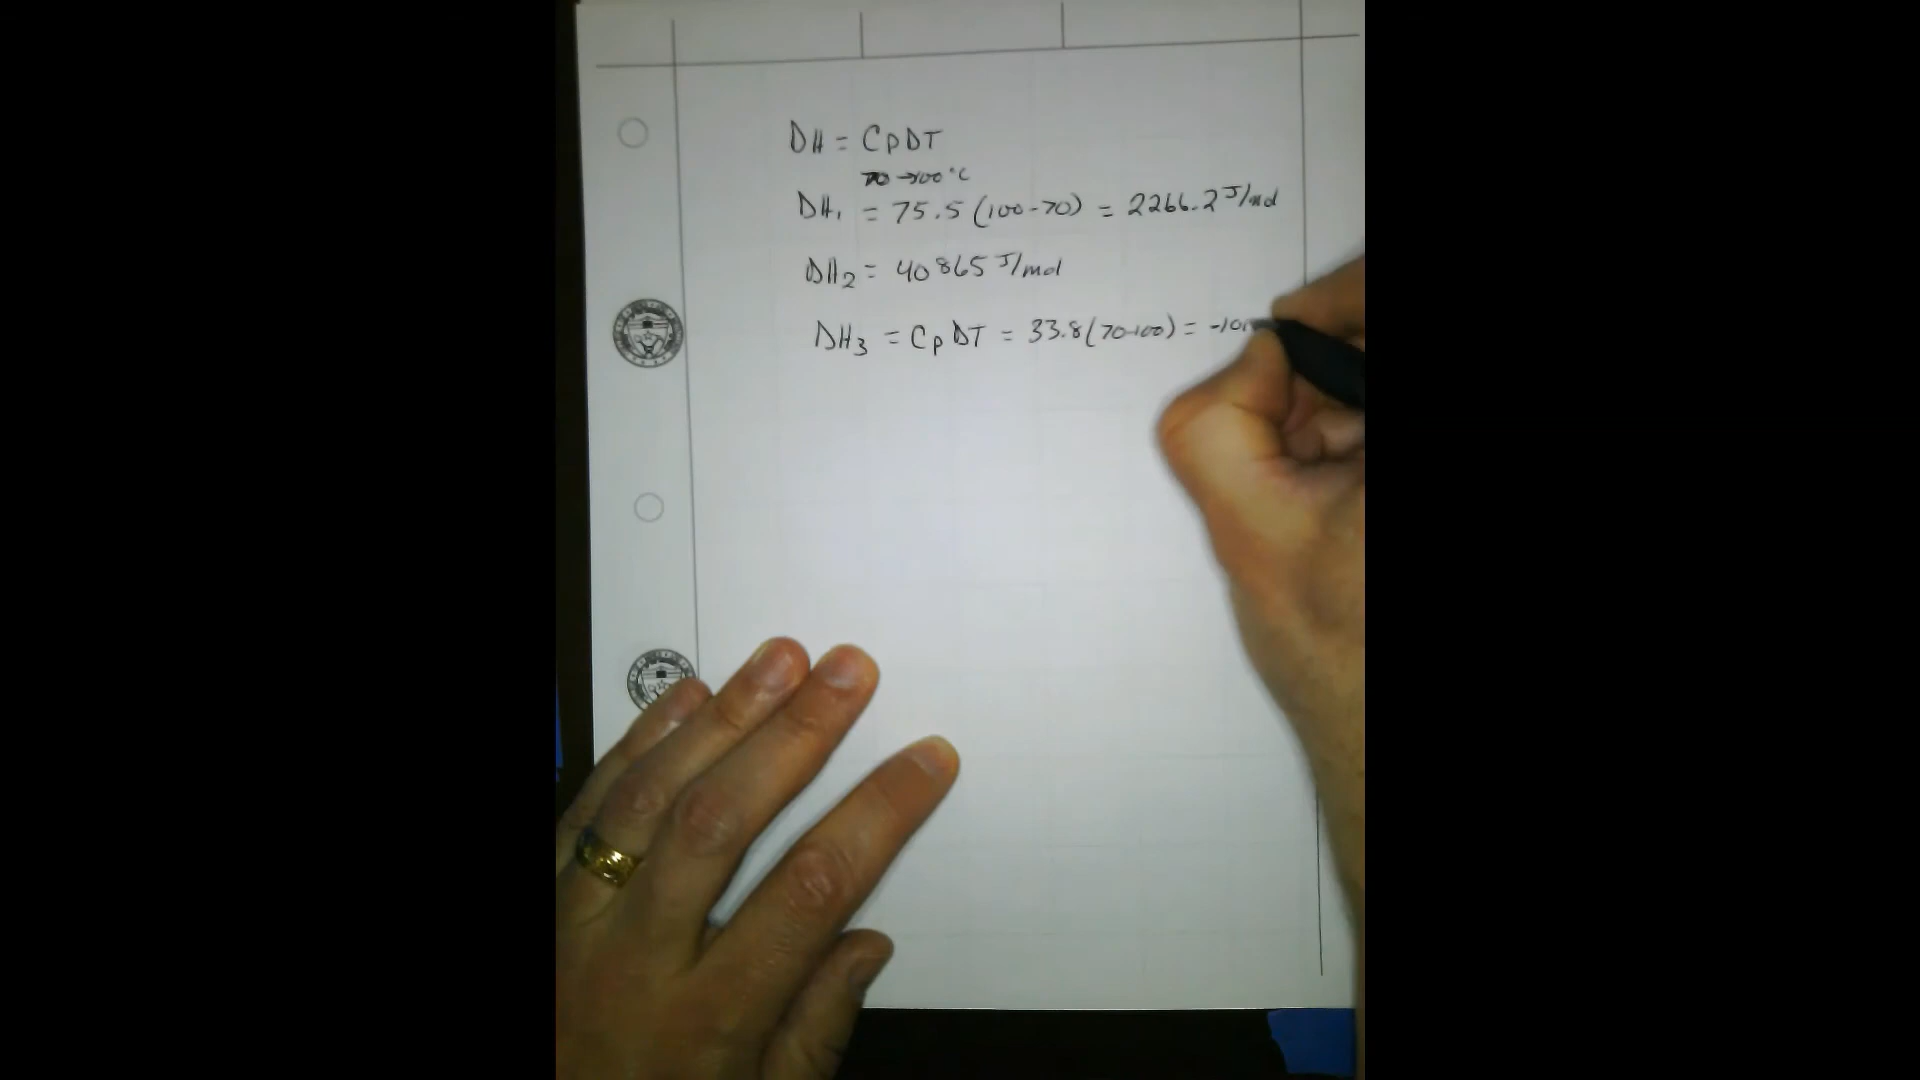 ΔH = CpΔT
70 → 100 °C
ΔH₁ = 75.5 (100-70) = 2266.2 J/mol
ΔH₂ = 40865 J/mol
ΔH₃ = CpΔT = 33.8(70-100) = -101